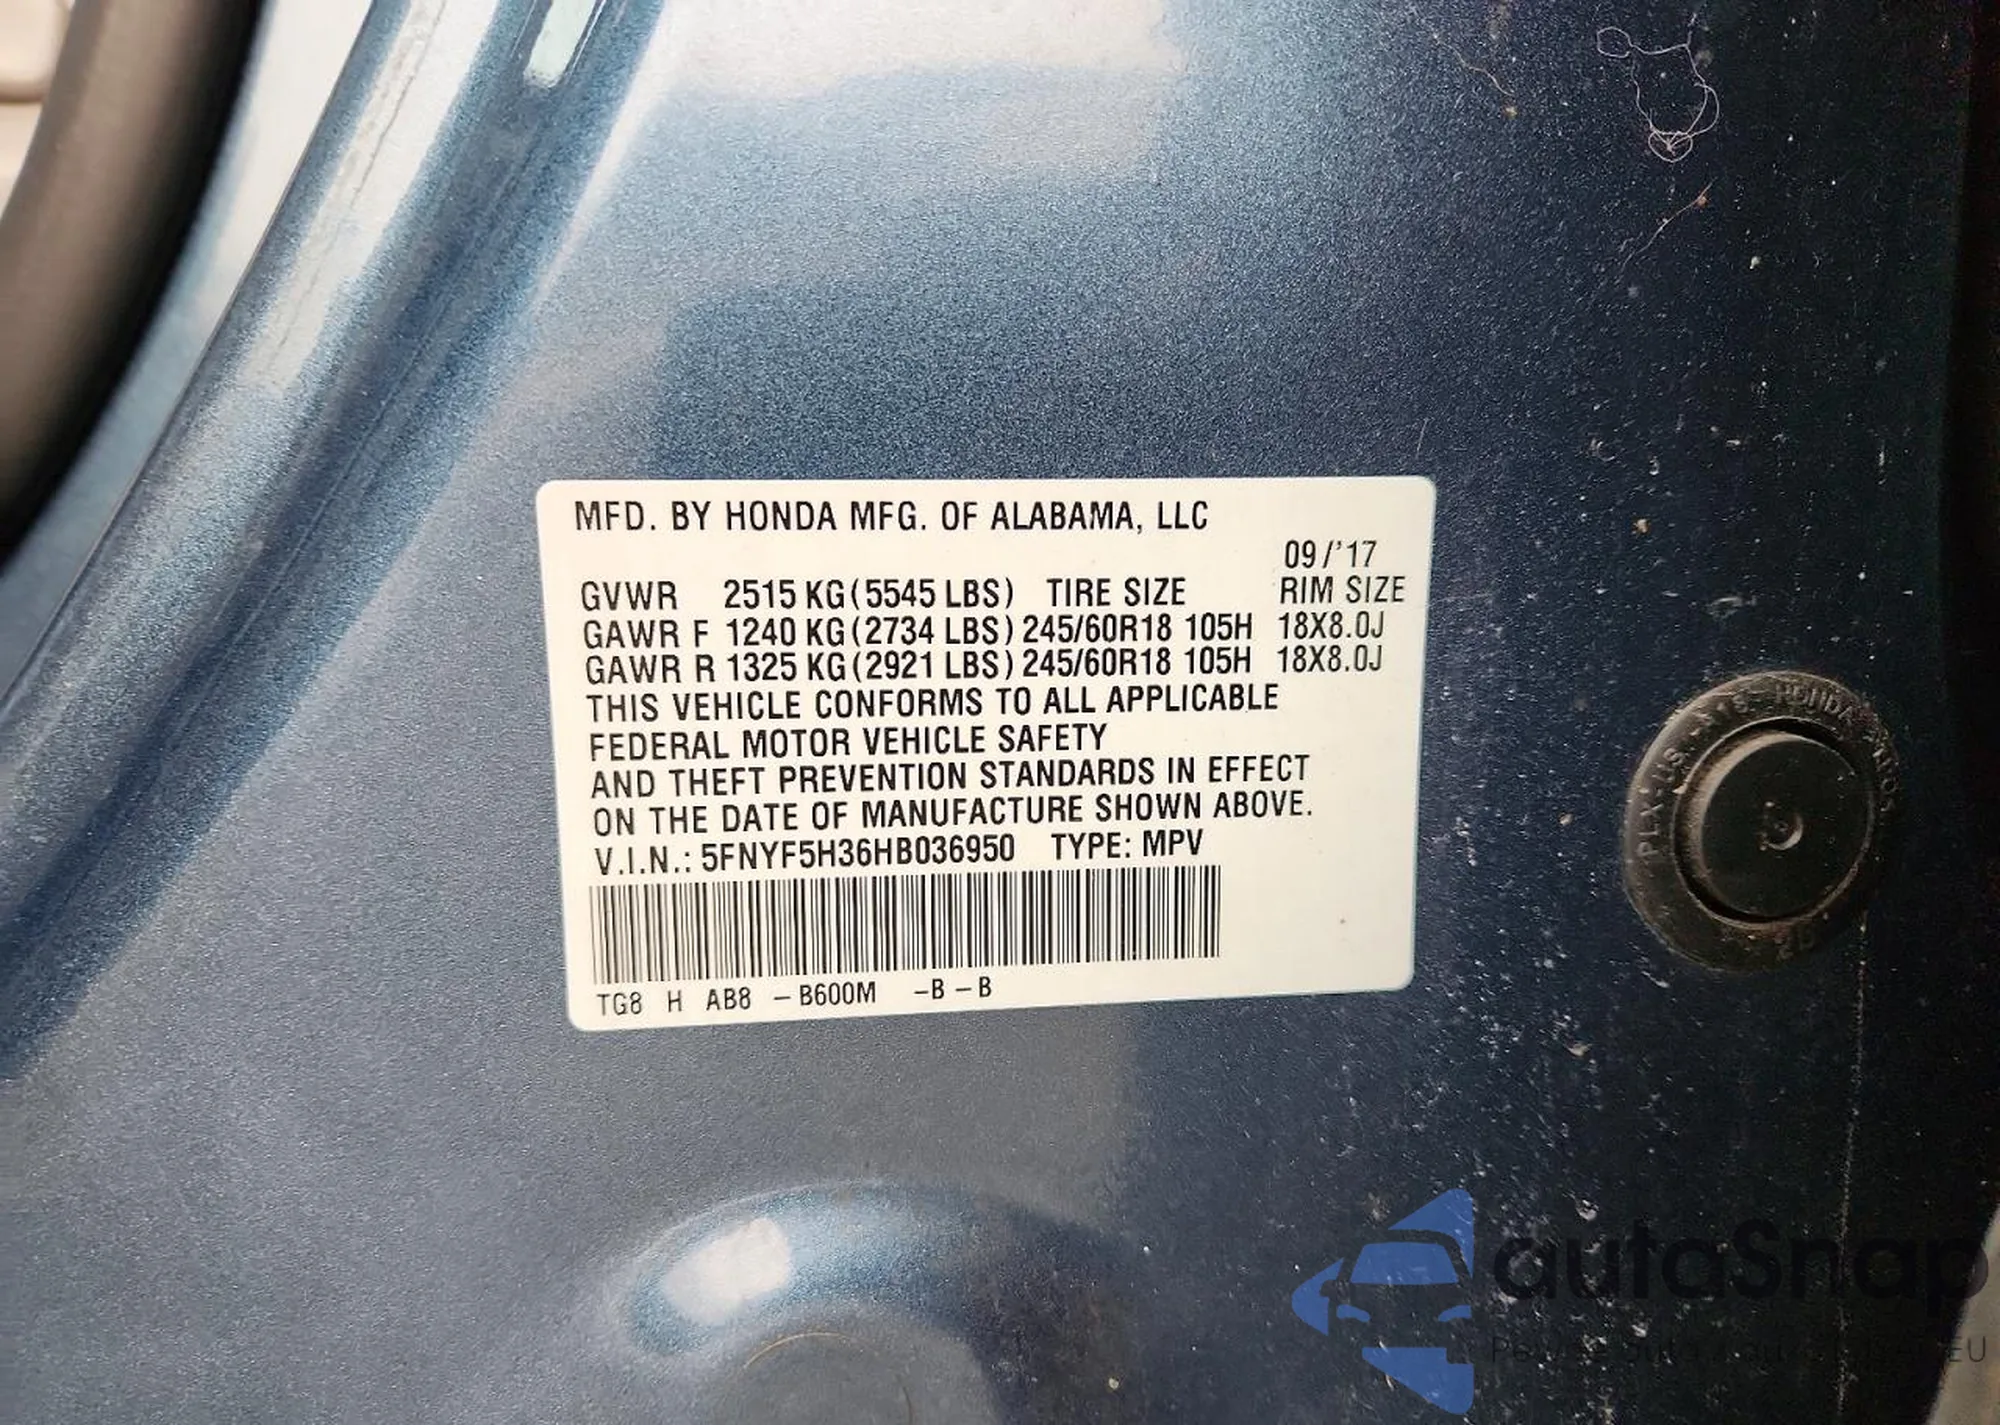 MFD. BY HONDA MFG. OF ALABAMA, LLC
09/'17
GVWR 2515 KG (5545 LBS) TIRE SIZE RIM SIZE
GAWR F 1240 KG (2734 LBS) 245/60R18 105H 18X8.0J
GAWR R 1325 KG (2921 LBS) 245/60R18 105H 18X8.0J
THIS VEHICLE CONFORMS TO ALL APPLICABLE
FEDERAL MOTOR VEHICLE SAFETY
AND THEFT PREVENTION STANDARDS IN EFFECT
ON THE DATE OF MANUFACTURE SHOWN ABOVE.
V.I.N.: 5FNYF5H36HB036950 TYPE: MPV
TG8 H AB8 - B600M - B - B
HONDA
autoSnap
EU